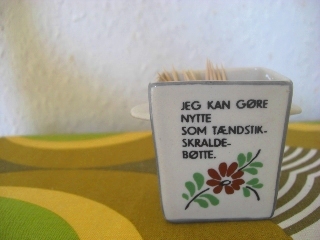 JEG KAN GØRE
NYTTE
SOM TÆNDSTIK-
SKRALDE-
BØTTE.